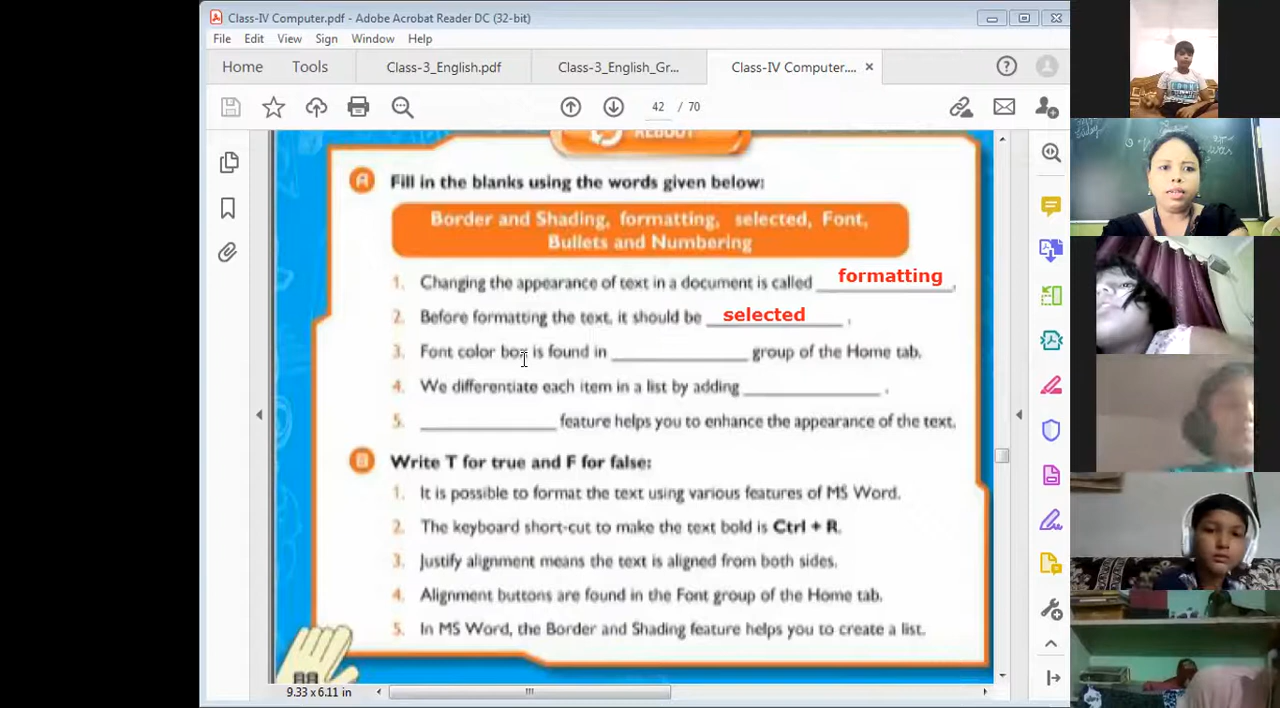 Class-IV Computer.pdf - Adobe Acrobat Reader DC (32-bit)
File Edit View Sign Window Help
Home Tools Class-3_English.pdf Class-3_English_Gr... Class-IV Computer.... ×
42 / 70
REBOOT
A Fill in the blanks using the words given below:
Border and Shading, formatting, selected, Font,
Bullets and Numbering
1. Changing the appearance of text in a document is called formatting.
2. Before formatting the text, it should be selected.
3. Font color box is found in ______________ group of the Home tab.
4. We differentiate each item in a list by adding ______________.
5. ______________ feature helps you to enhance the appearance of the text.
B Write T for true and F for false:
1. It is possible to format the text using various features of MS Word.
2. The keyboard short-cut to make the text bold is Ctrl + R.
3. Justify alignment means the text is aligned from both sides.
4. Alignment buttons are found in the Font group of the Home tab.
5. In MS Word, the Border and Shading feature helps you to create a list.
88
9.33 x 6.11 in